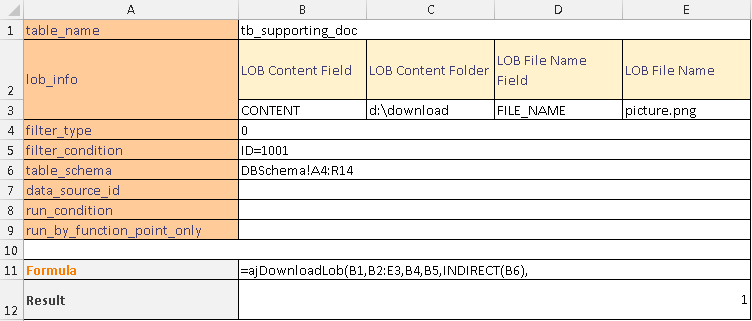 A B C D E
1 table_name tb_supporting_doc
2 lob_info LOB Content Field LOB Content Folder LOB File Name Field LOB File Name
3 CONTENT d:\download FILE_NAME picture.png
4 filter_type 0
5 filter_condition ID=1001
6 table_schema DBSchema!A4:R14
7 data_source_id
8 run_condition
9 run_by_function_point_only
10
11 Formula =ajDownloadLob(B1,B2:E3,B4,B5,INDIRECT(B6),
12 Result 1